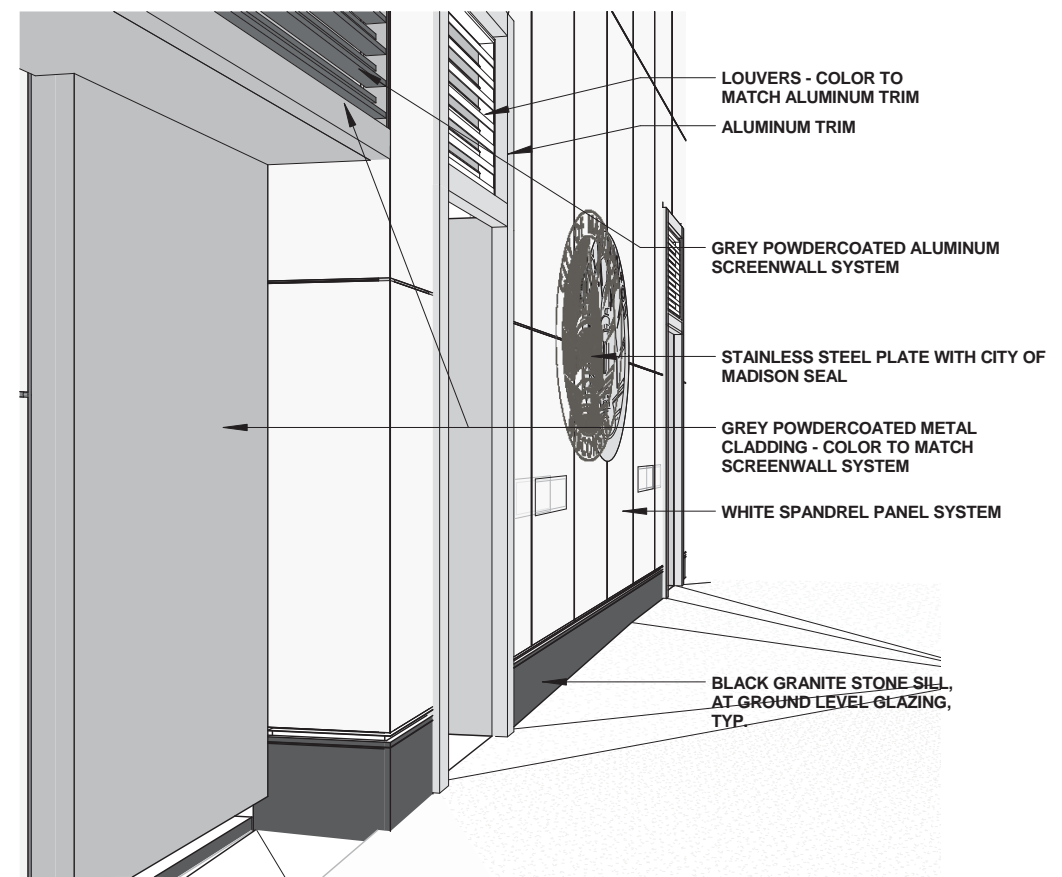 LOUVERS - COLOR TO
MATCH ALUMINUM TRIM
ALUMINUM TRIM
GREY POWDERCOATED ALUMINUM
SCREENWALL SYSTEM
STAINLESS STEEL PLATE WITH CITY OF
MADISON SEAL
GREY POWDERCOATED METAL
CLADDING - COLOR TO MATCH
SCREENWALL SYSTEM
WHITE SPANDREL PANEL SYSTEM
BLACK GRANITE STONE SILL,
AT GROUND LEVEL GLAZING,
TYP.